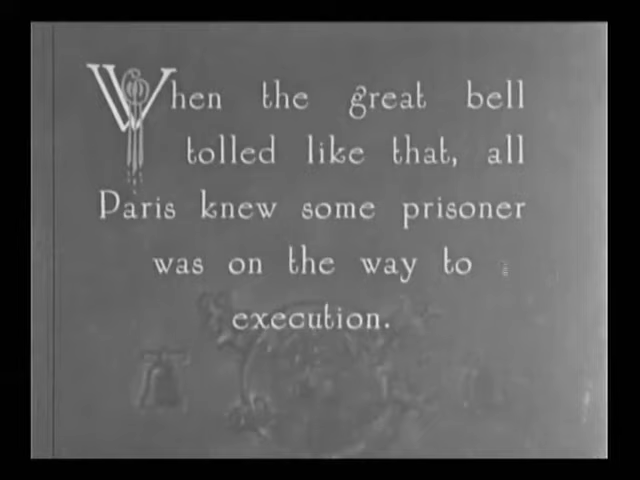 When the great bell
tolled like that, all
Paris knew some prisoner
was on the way to
execution.